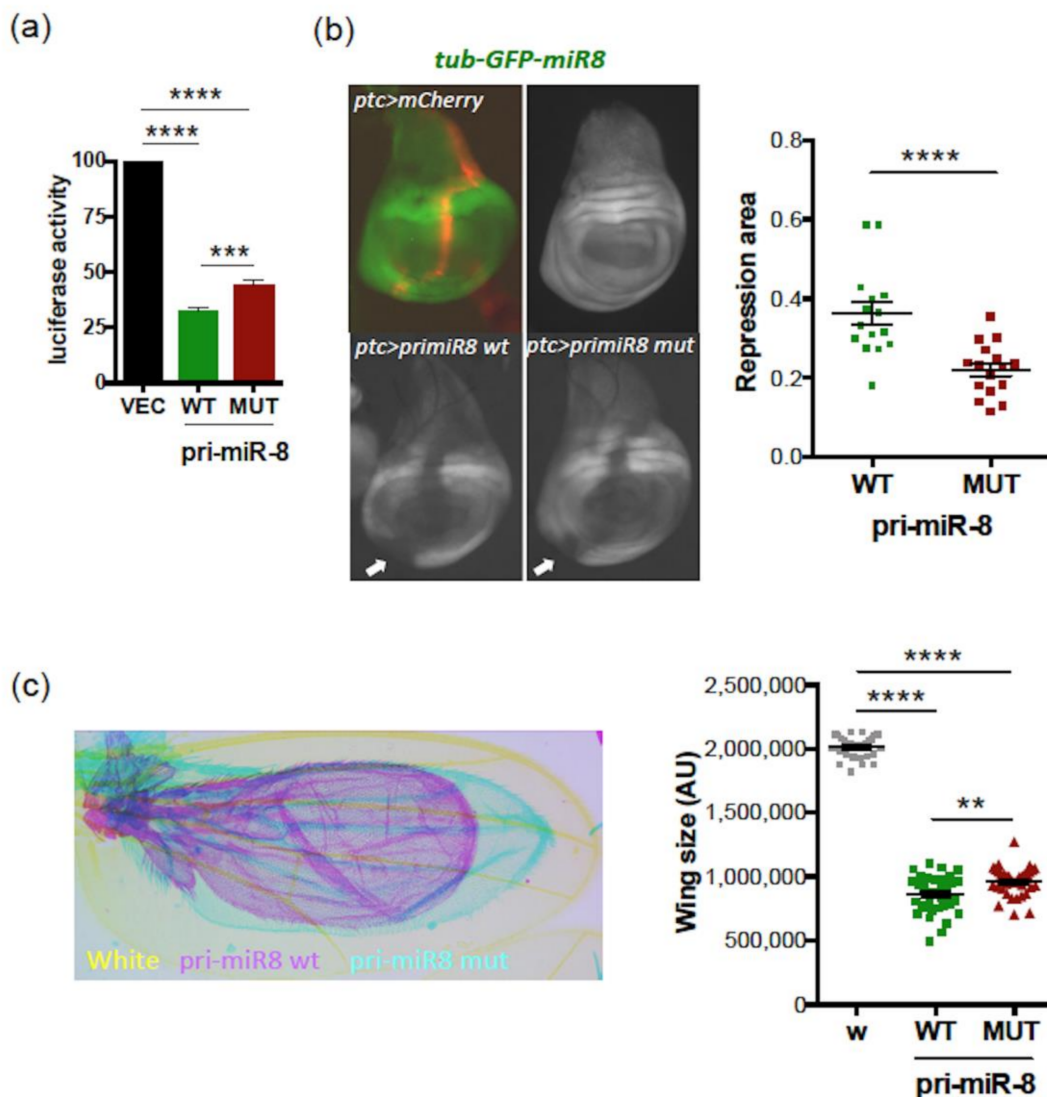 (a)
****
****
***
luciferase activity
100
75
50
25
0
VEC WT MUT
pri-miR-8
(b)
tub-GFP-miR8
ptc>mCherry
ptc>primiR8 wt
ptc>primiR8 mut
****
Repression area
0.8
0.6
0.4
0.2
0.0
WT MUT
pri-miR-8
(c)
White pri-miR8 wt pri-miR8 mut
****
****
**
Wing size (AU)
2,500,000
2,000,000
1,500,000
1,000,000
500,000
0
w WT MUT
pri-miR-8